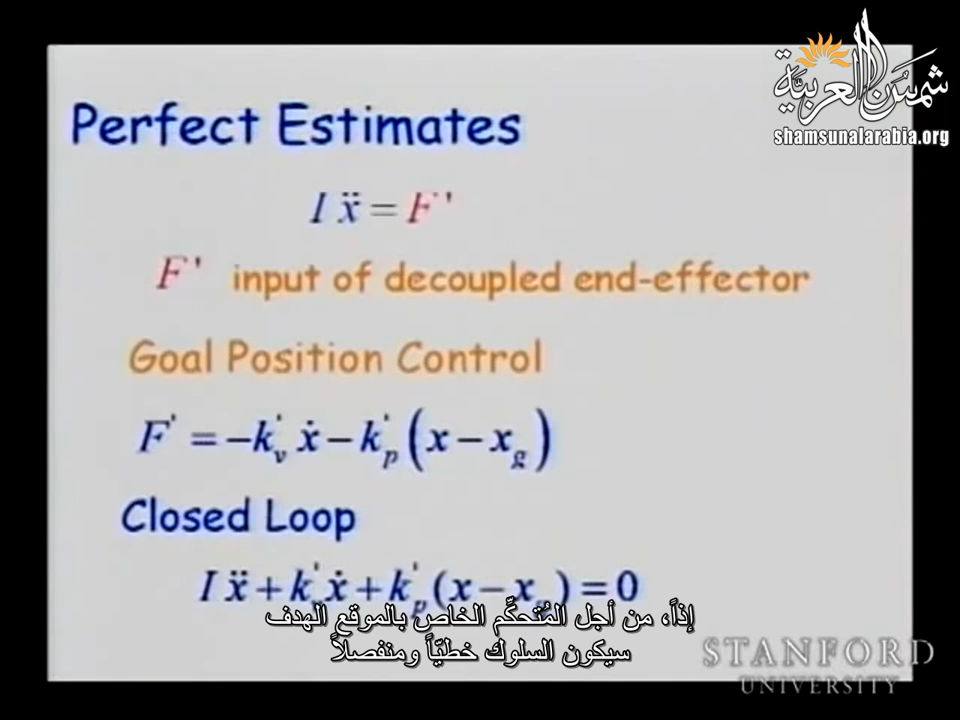 شمسنا العربية
shamsunalarabia.org
Perfect Estimates
I ẍ = F'
F' input of decoupled end-effector
Goal Position Control
F' = -k'ᵥ ẋ - k'ₚ (x - x_g)
Closed Loop
I ẍ + k'ᵥ ẋ + k'ₚ (x - x_g) = 0
إذاً، من أجل المُتحكِّم الخاص بالموقع الهدف
سيكون السلوك خطيّاً ومنفصلاً
STANFORD
UNIVERSITY